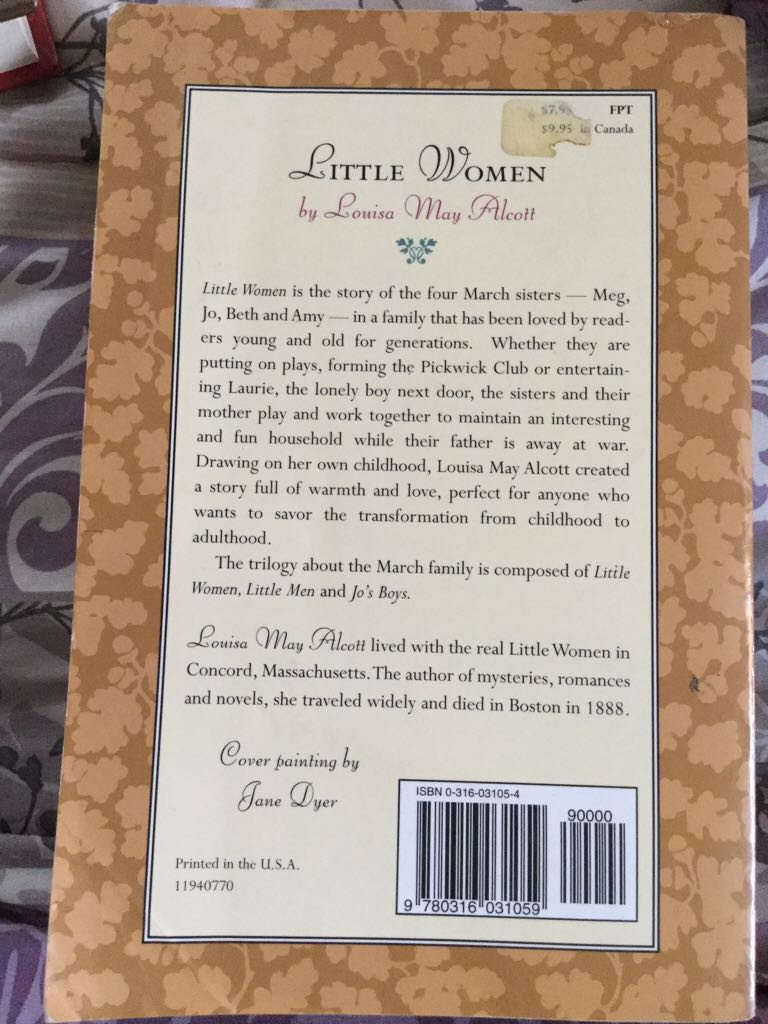 $7.95 FPT
$9.95 in Canada
LITTLE WOMEN
by Louisa May Alcott
Little Women is the story of the four March sisters — Meg,
Jo, Beth and Amy — in a family that has been loved by read-
ers young and old for generations. Whether they are
putting on plays, forming the Pickwick Club or entertain-
ing Laurie, the lonely boy next door, the sisters and their
mother play and work together to maintain an interesting
and fun household while their father is away at war.
Drawing on her own childhood, Louisa May Alcott created
a story full of warmth and love, perfect for anyone who
wants to savor the transformation from childhood to
adulthood.
The trilogy about the March family is composed of Little
Women, Little Men and Jo's Boys.
Louisa May Alcott lived with the real Little Women in
Concord, Massachusetts. The author of mysteries, romances
and novels, she traveled widely and died in Boston in 1888.
Cover painting by
Jane Dyer
Printed in the U.S.A.
11940770
ISBN 0-316-03105-4
90000
9 780316 031059